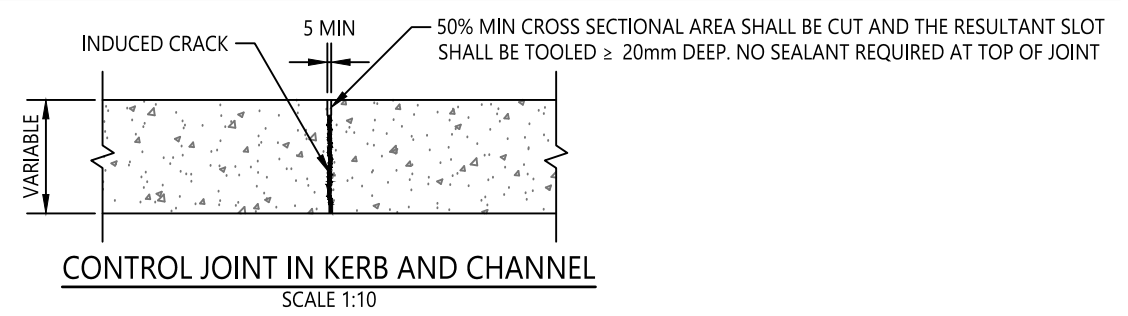 5 MIN
50% MIN CROSS SECTIONAL AREA SHALL BE CUT AND THE RESULTANT SLOT
SHALL BE TOOLED ≥ 20mm DEEP. NO SEALANT REQUIRED AT TOP OF JOINT
INDUCED CRACK
VARIABLE
CONTROL JOINT IN KERB AND CHANNEL
SCALE 1:10